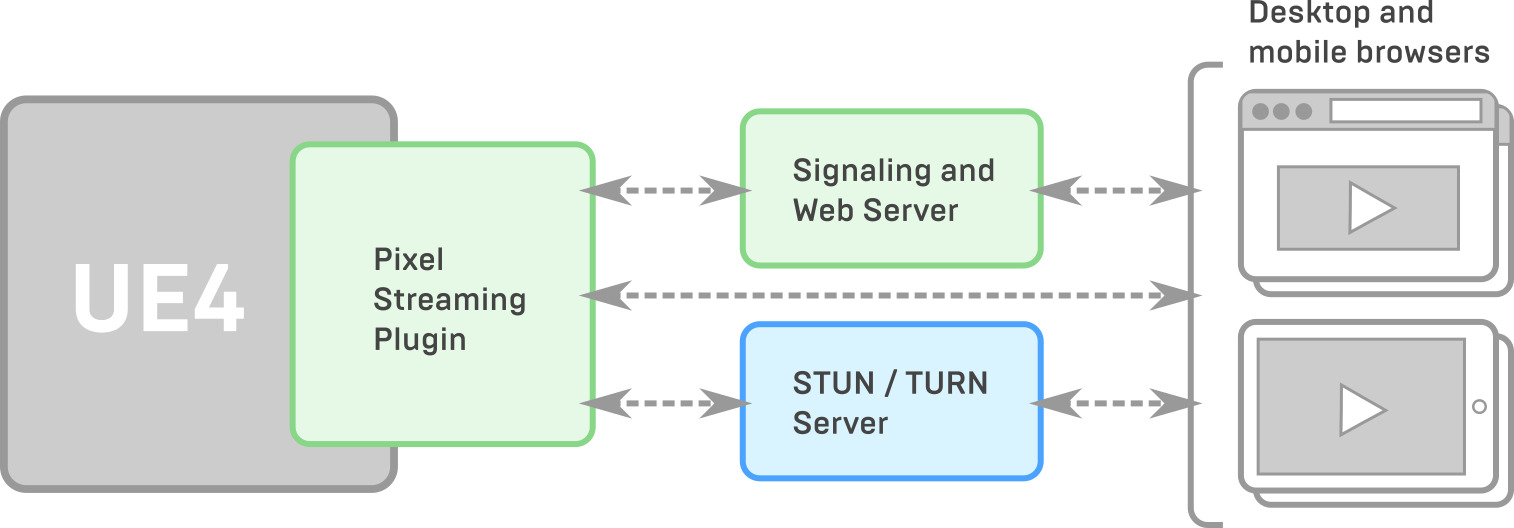 Desktop and
mobile browsers
UE4
Pixel
Streaming
Plugin
Signaling and
Web Server
STUN / TURN
Server